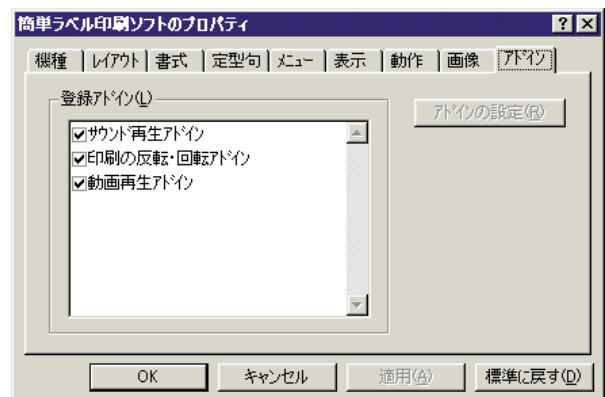 簡単ラベル印刷ソフトのプロパティ
機種 レイアウト 書式 定型句 メニュー 表示 動作 画像 アドイン
登録アドイン(L)
アドインの設定(R)
サウンド再生アドイン
印刷の反転・回転アドイン
動画再生アドイン
OK キャンセル 適用(A) 標準に戻す(D)